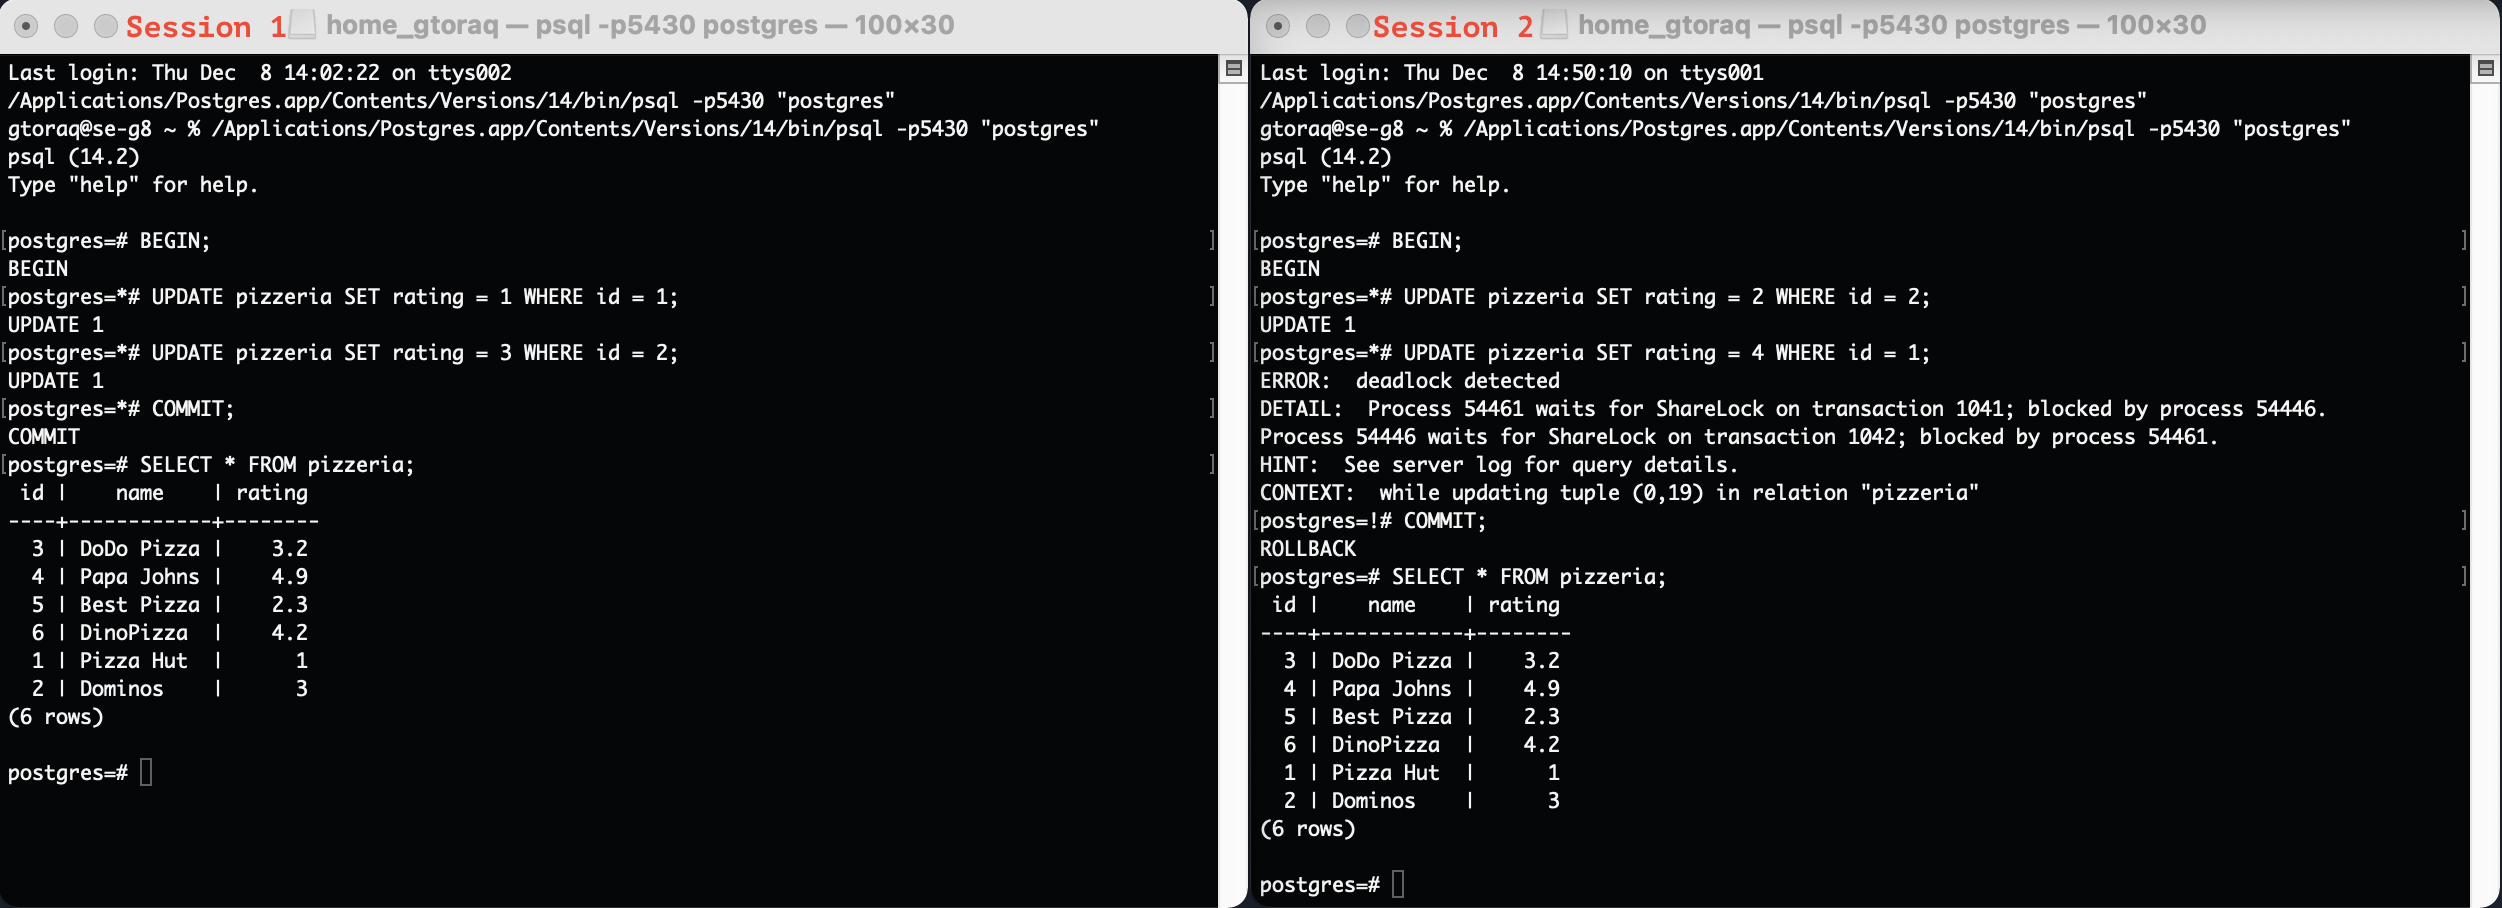 Session 1 home_gtoraq — psql -p5430 postgres — 100×30
Last login: Thu Dec  8 14:02:22 on ttys002
/Applications/Postgres.app/Contents/Versions/14/bin/psql -p5430 "postgres"
gtoraq@se-g8 ~ % /Applications/Postgres.app/Contents/Versions/14/bin/psql -p5430 "postgres"
psql (14.2)
Type "help" for help.
[postgres=# BEGIN; ]
BEGIN
[postgres=*# UPDATE pizzeria SET rating = 1 WHERE id = 1; ]
UPDATE 1
[postgres=*# UPDATE pizzeria SET rating = 3 WHERE id = 2; ]
UPDATE 1
[postgres=*# COMMIT; ]
COMMIT
[postgres=# SELECT * FROM pizzeria; ]
 id |    name    | rating
----+------------+--------
  3 | DoDo Pizza |    3.2
  4 | Papa Johns |    4.9
  5 | Best Pizza |    2.3
  6 | DinoPizza  |    4.2
  1 | Pizza Hut  |      1
  2 | Dominos    |      3
(6 rows)
postgres=#
Session 2 home_gtoraq — psql -p5430 postgres — 100×30
Last login: Thu Dec  8 14:50:10 on ttys001
/Applications/Postgres.app/Contents/Versions/14/bin/psql -p5430 "postgres"
gtoraq@se-g8 ~ % /Applications/Postgres.app/Contents/Versions/14/bin/psql -p5430 "postgres"
psql (14.2)
Type "help" for help.
[postgres=# BEGIN; ]
BEGIN
[postgres=*# UPDATE pizzeria SET rating = 2 WHERE id = 2; ]
UPDATE 1
[postgres=*# UPDATE pizzeria SET rating = 4 WHERE id = 1; ]
ERROR:  deadlock detected
DETAIL:  Process 54461 waits for ShareLock on transaction 1041; blocked by process 54446.
Process 54446 waits for ShareLock on transaction 1042; blocked by process 54461.
HINT:  See server log for query details.
CONTEXT:  while updating tuple (0,19) in relation "pizzeria"
[postgres=!# COMMIT; ]
ROLLBACK
[postgres=# SELECT * FROM pizzeria; ]
 id |    name    | rating
----+------------+--------
  3 | DoDo Pizza |    3.2
  4 | Papa Johns |    4.9
  5 | Best Pizza |    2.3
  6 | DinoPizza  |    4.2
  1 | Pizza Hut  |      1
  2 | Dominos    |      3
(6 rows)
postgres=#